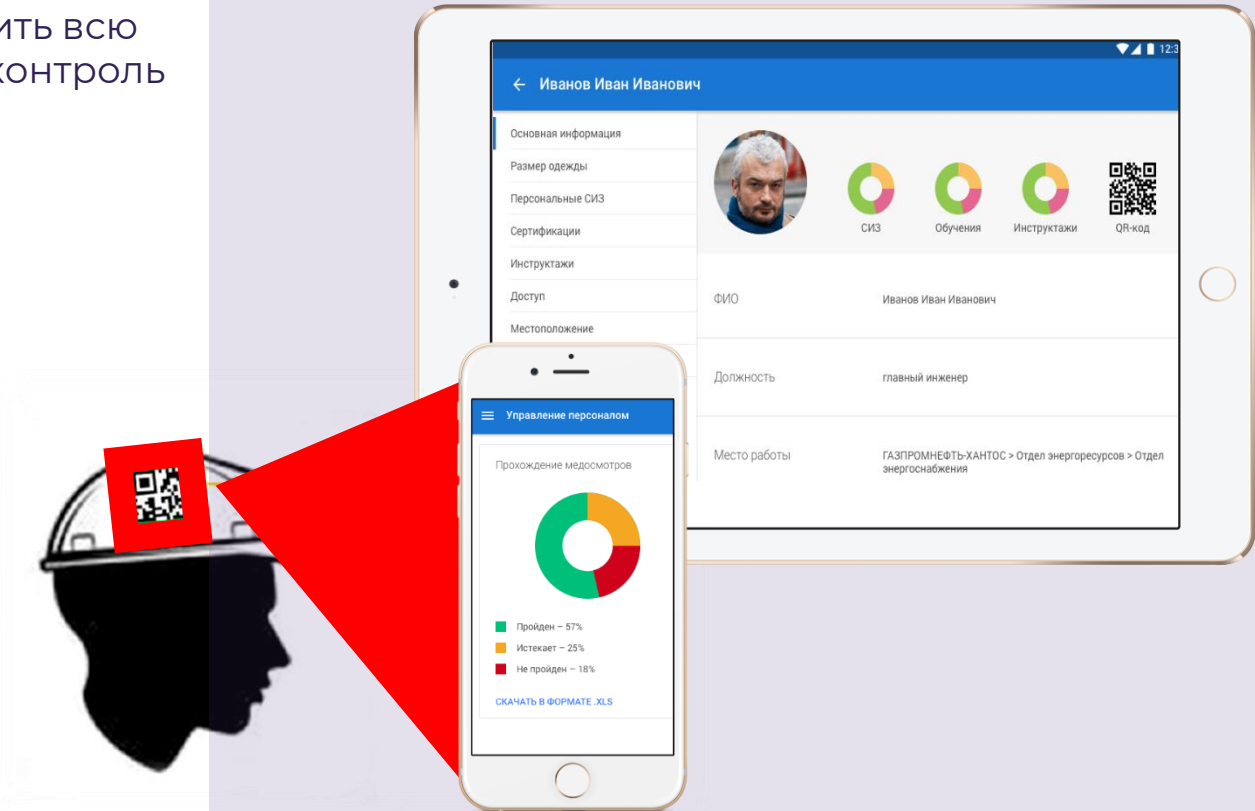 ить всю
контроль
12:3
Иванов Иван Иванович
Основная информация
Размер одежды
Персональные СИЗ
Сертификации
Инструктажи
Доступ
Местоположение
СИЗ
Обучения
Инструктажи
QR-код
ФИО
Иванов Иван Иванович
Должность
главный инженер
Место работы
ГАЗПРОМНЕФТЬ-ХАНТОС > Отдел энергоресурсов > Отдел
энергоснабжения
Управление персоналом
Прохождение медосмотров
Пройден – 57%
Истекает – 25%
Не пройден – 18%
СКАЧАТЬ В ФОРМАТЕ .XLS